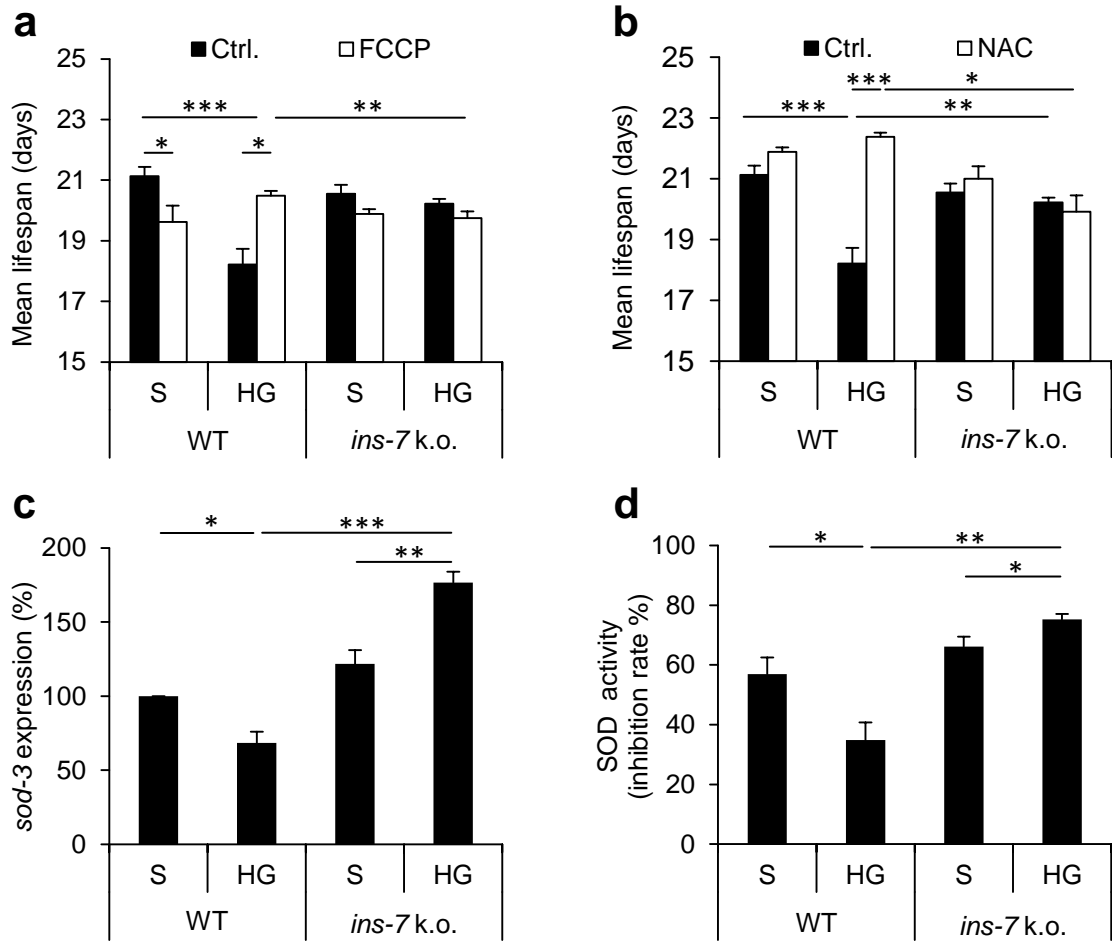 a
Ctrl. FCCP
25
23
21
19
17
15
Mean lifespan (days)
*** **
* *
S HG S HG
WT ins-7 k.o.
b
Ctrl. NAC
25
23
21
19
17
15
Mean lifespan (days)
*** *
*** **
S HG S HG
WT ins-7 k.o.
c
200
150
100
50
0
sod-3 expression (%)
* ***
**
S HG S HG
WT ins-7 k.o.
d
100
80
60
40
20
0
SOD activity
(inhibition rate %)
* **
*
S HG S HG
WT ins-7 k.o.